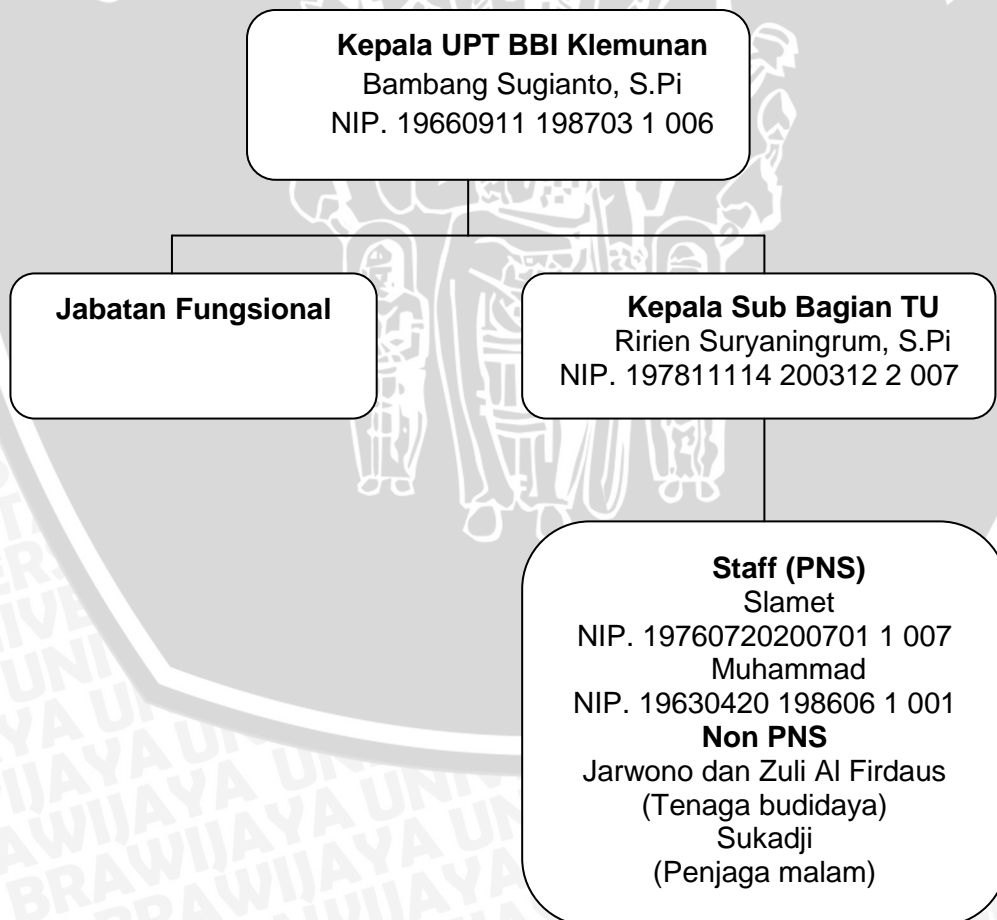 Kepala UPT BBI Klemunan
Bambang Sugianto, S.Pi
NIP. 19660911 198703 1 006
Jabatan Fungsional
Kepala Sub Bagian TU
Ririen Suryaningrum, S.Pi
NIP. 197811114 200312 2 007
Staff (PNS)
Slamet
NIP. 19760720200701 1 007
Muhammad
NIP. 19630420 198606 1 001
Non PNS
Jarwono dan Zuli Al Firdaus
(Tenaga budidaya)
Sukadji
(Penjaga malam)